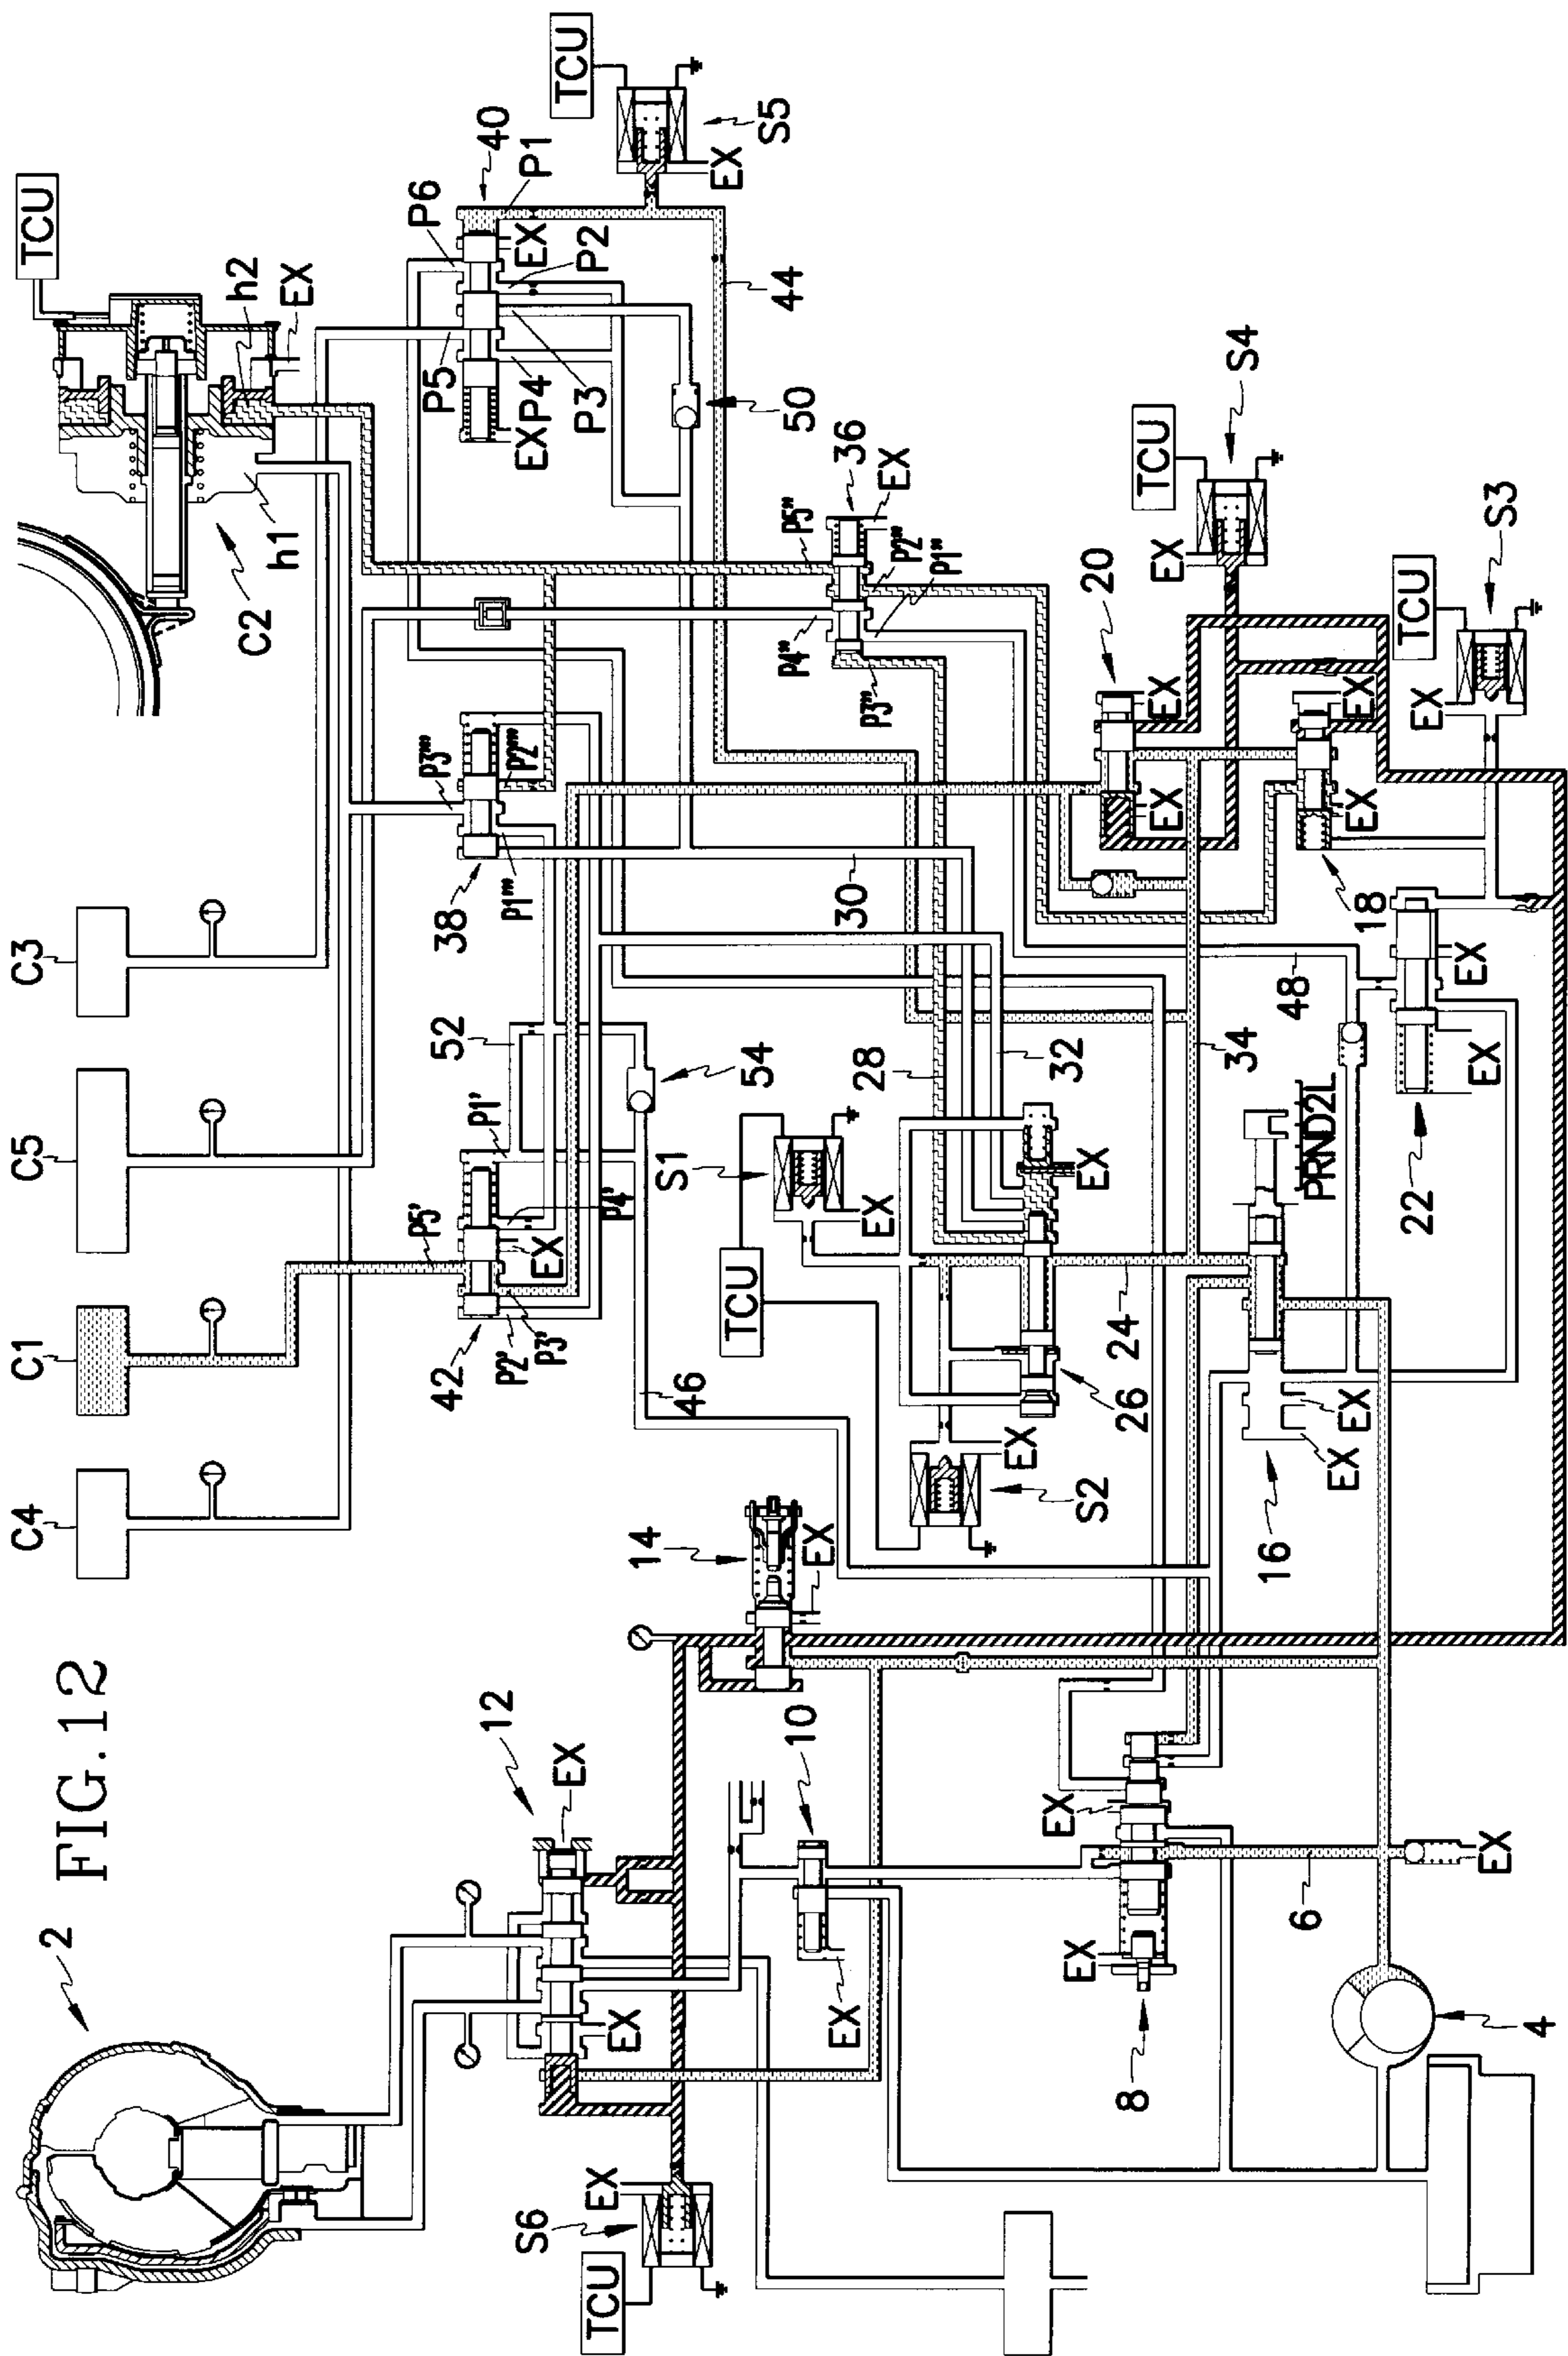 FIG.12
2
12
EX
EX
S6
EX
TCU
14
EX
10
EX
EX
EX
8
6
EX
4
C4
C1
C5
C3
TCU
h2
EX
h1
C2
P5'
P1'
52
P4'
EX
P2'
P3'
42
46
54
P3'''
P2'''
P1'''
38
30
40
P6
P1
EX
P2
P5
EXP4
P3
50
44
TCU
S5
EX
36
P5"
EX
P2"
P1"
P4"
P3"
S1
EX
TCU
S2
EX
28
32
EX
24
26
20
EX
EX
TCU
S4
EX
34
EX
EX
18
TCU
S3
EX
48
PRND2L
16
EX
EX
22
EX
EX